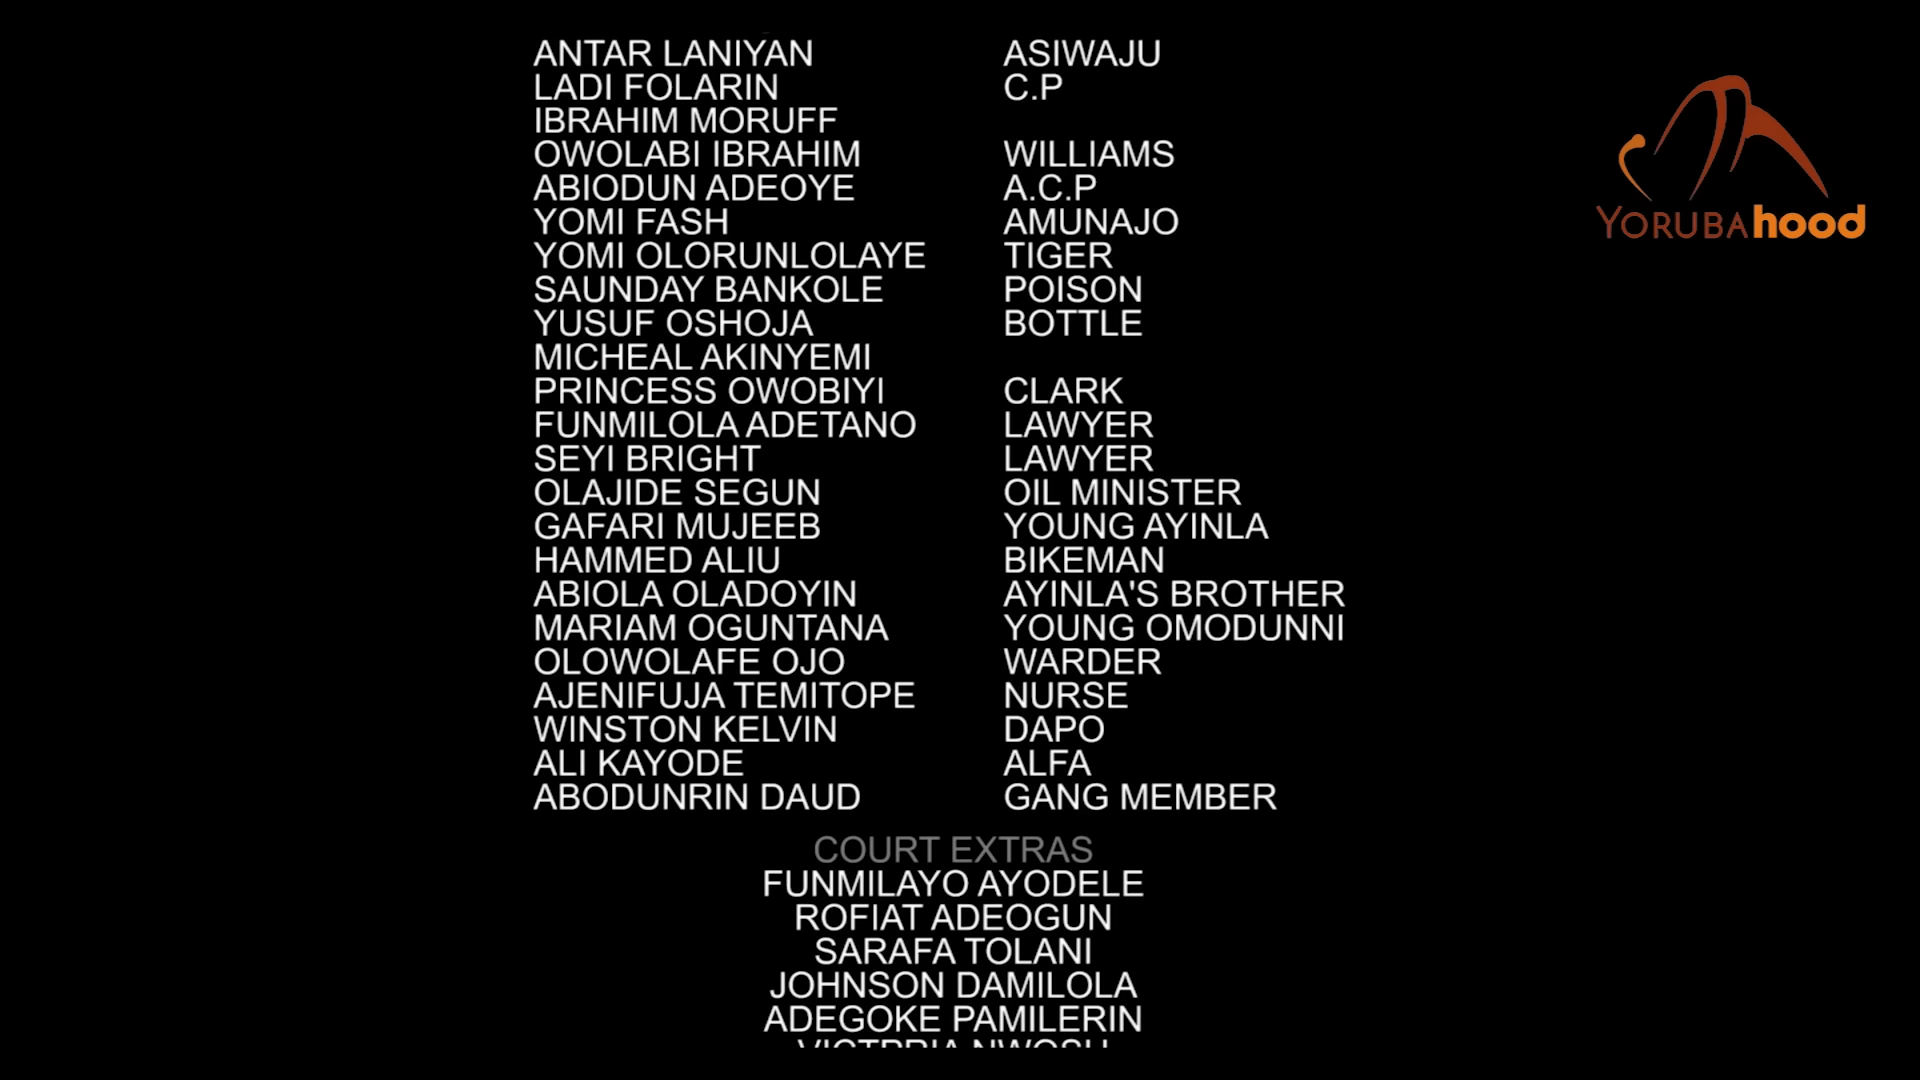 ANTAR LANIYAN ASIWAJU
LADI FOLARIN C.P
IBRAHIM MORUFF
OWOLABI IBRAHIM WILLIAMS
ABIODUN ADEOYE A.C.P
YOMI FASH AMUNAJO
YOMI OLORUNLOLAYE TIGER
SAUNDAY BANKOLE POISON
YUSUF OSHOJA BOTTLE
MICHEAL AKINYEMI
PRINCESS OWOBIYI CLARK
FUNMILOLA ADETANO LAWYER
SEYI BRIGHT LAWYER
OLAJIDE SEGUN OIL MINISTER
GAFARI MUJEEB YOUNG AYINLA
HAMMED ALIU BIKEMAN
ABIOLA OLADOYIN AYINLA'S BROTHER
MARIAM OGUNTANA YOUNG OMODUNNI
OLOWOLAFE OJO WARDER
AJENIFUJA TEMITOPE NURSE
WINSTON KELVIN DAPO
ALI KAYODE ALFA
ABODUNRIN DAUD GANG MEMBER
COURT EXTRAS
FUNMILAYO AYODELE
ROFIAT ADEOGUN
SARAFA TOLANI
JOHNSON DAMILOLA
ADEGOKE PAMILERIN
NWOSU
YORUBAhood